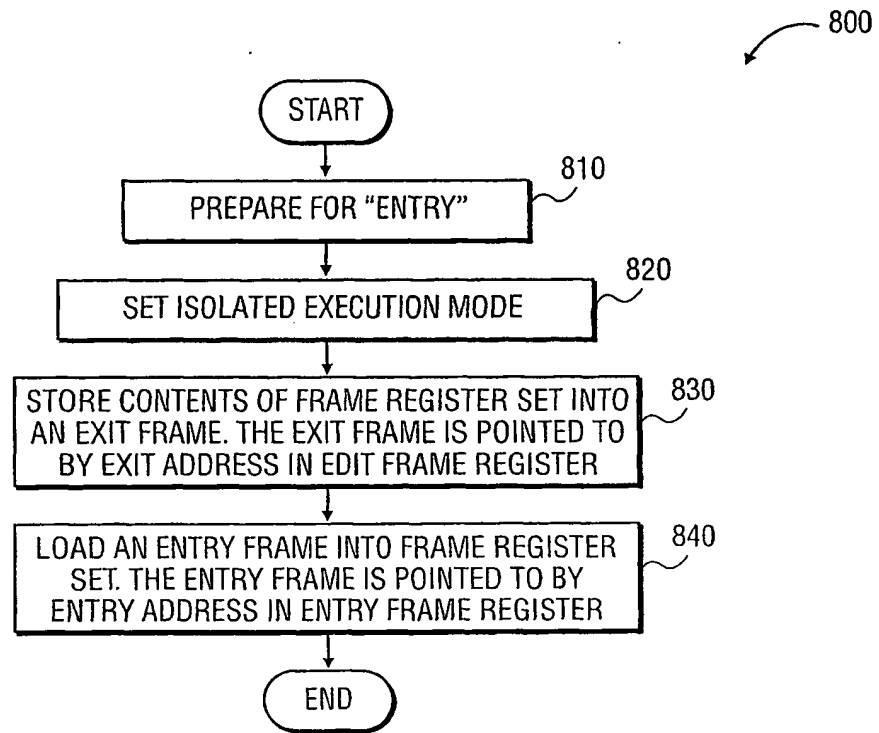 800
START
810
PREPARE FOR “ENTRY”
820
SET ISOLATED EXECUTION MODE
830
STORE CONTENTS OF FRAME REGISTER SET INTO
AN EXIT FRAME. THE EXIT FRAME IS POINTED TO
BY EXIT ADDRESS IN EDIT FRAME REGISTER
840
LOAD AN ENTRY FRAME INTO FRAME REGISTER
SET. THE ENTRY FRAME IS POINTED TO BY
ENTRY ADDRESS IN ENTRY FRAME REGISTER
END